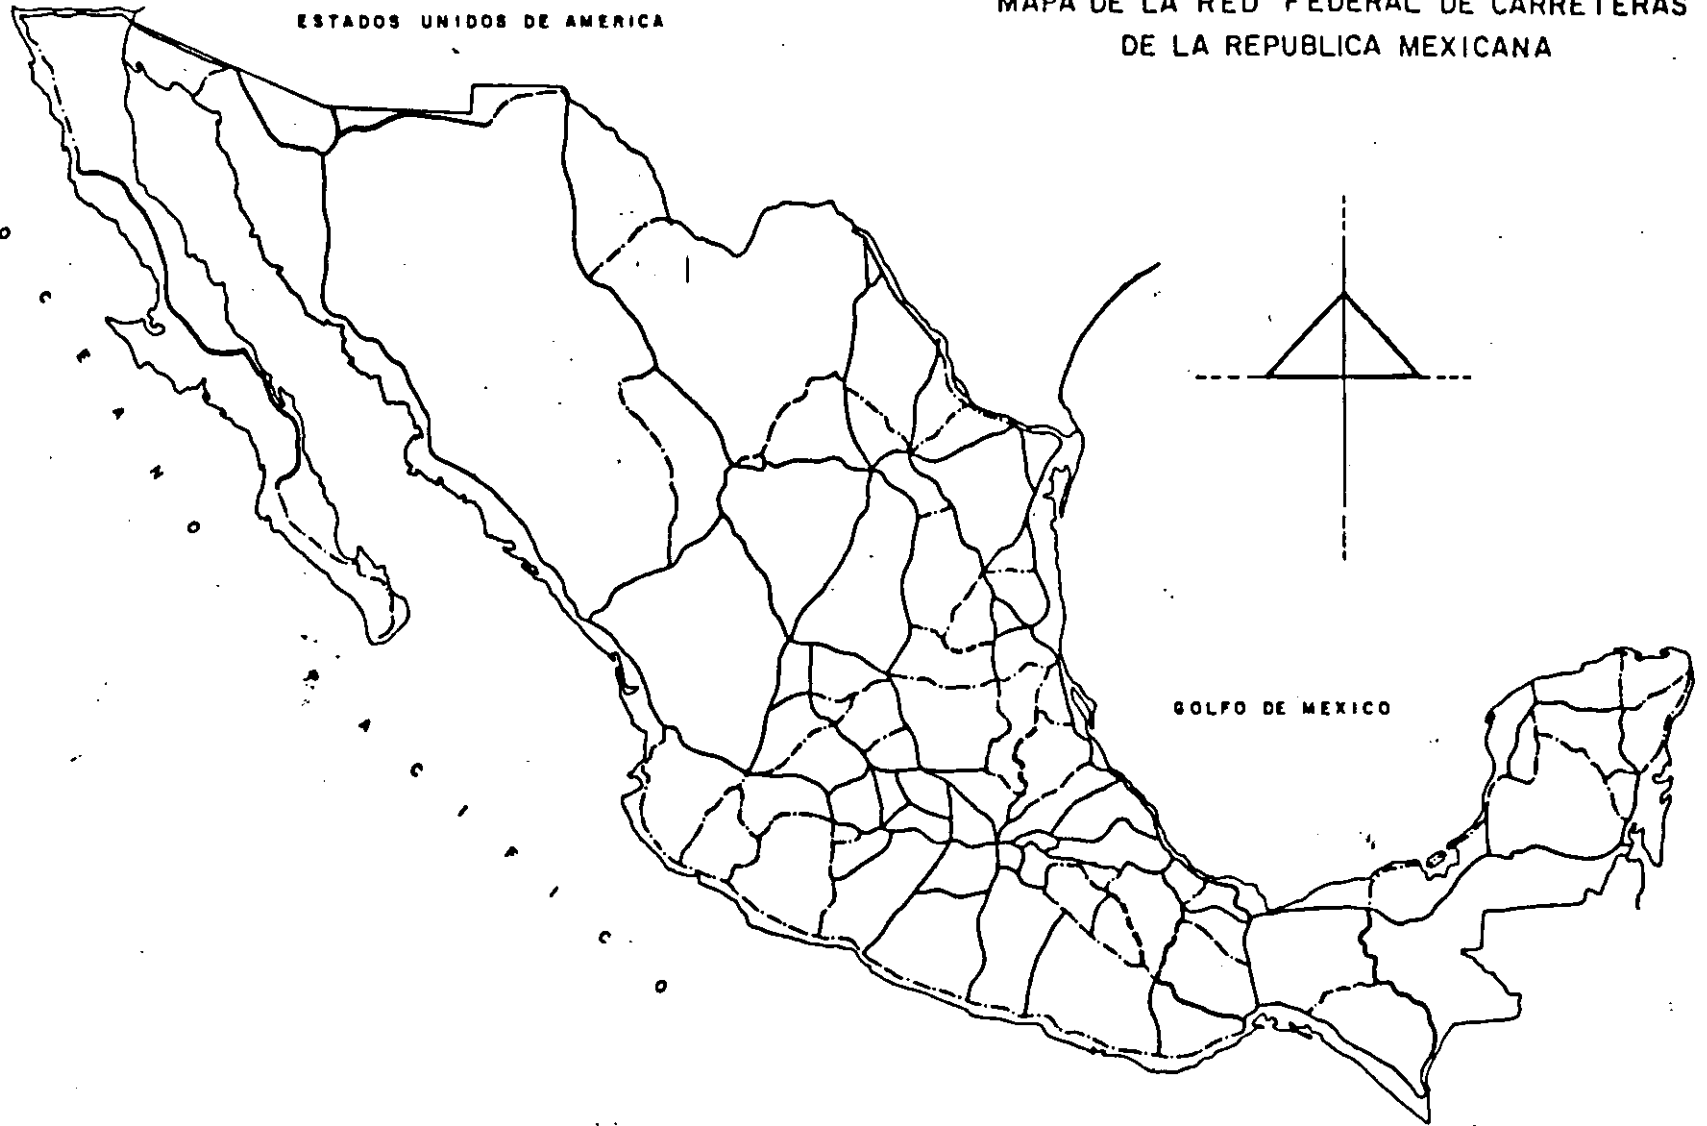 ESTADOS UNIDOS DE AMERICA
MAPA DE LA RED FEDERAL DE CARRETERAS
DE LA REPUBLICA MEXICANA
GOLFO DE MEXICO
OCEANO
PACIFICO